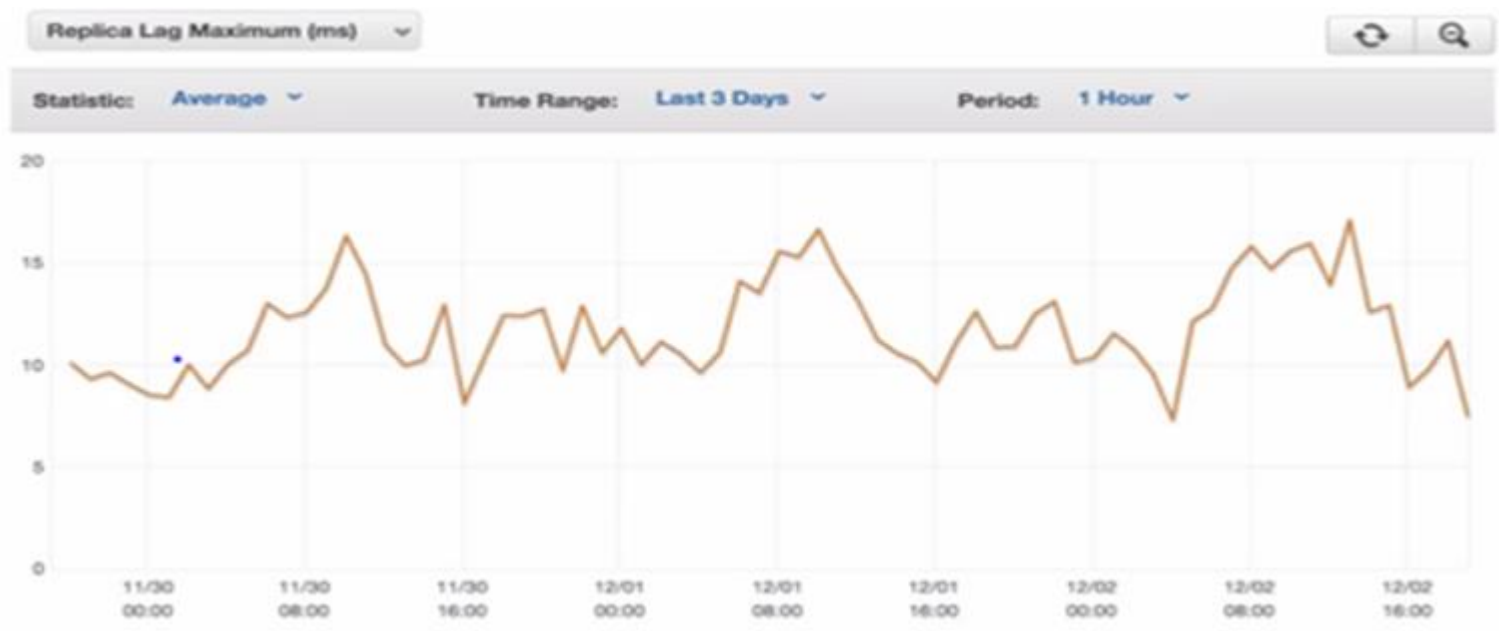 Replica Lag Maximum (ms)
Statistic: Average Time Range: Last 3 Days Period: 1 Hour
20
15
10
5
0
11/30 11/30 11/30 12/01 12/01 12/01 12/02 12/02 12/02
00:00 08:00 16:00 00:00 08:00 16:00 00:00 08:00 16:00